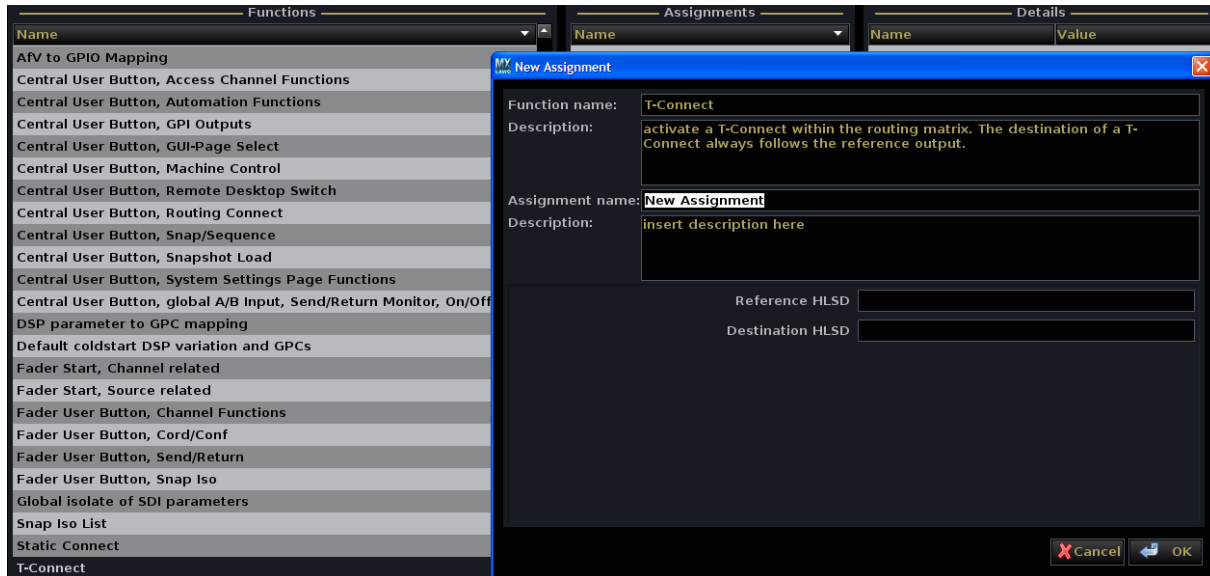 Functions
Name
AfV to GPIO Mapping
Central User Button, Access Channel Functions
Central User Button, Automation Functions
Central User Button, GPI Outputs
Central User Button, GUI-Page Select
Central User Button, Machine Control
Central User Button, Remote Desktop Switch
Central User Button, Routing Connect
Central User Button, Snap/Sequence
Central User Button, Snapshot Load
Central User Button, System Settings Page Functions
Central User Button, global A/B Input, Send/Return Monitor, On/Off
DSP parameter to GPC mapping
Default coldstart DSP variation and GPCs
Fader Start, Channel related
Fader Start, Source related
Fader User Button, Channel Functions
Fader User Button, Cord/Conf
Fader User Button, Send/Return
Fader User Button, Snap Iso
Global isolate of SDI parameters
Snap Iso List
Static Connect
T-Connect
Assignments
Name
Details
Name Value
MX LAWO New Assignment
Function name: T-Connect
Description: activate a T-Connect within the routing matrix. The destination of a T-
Connect always follows the reference output.
Assignment name: New Assignment
Description: insert description here
Reference HLSD
Destination HLSD
Cancel OK